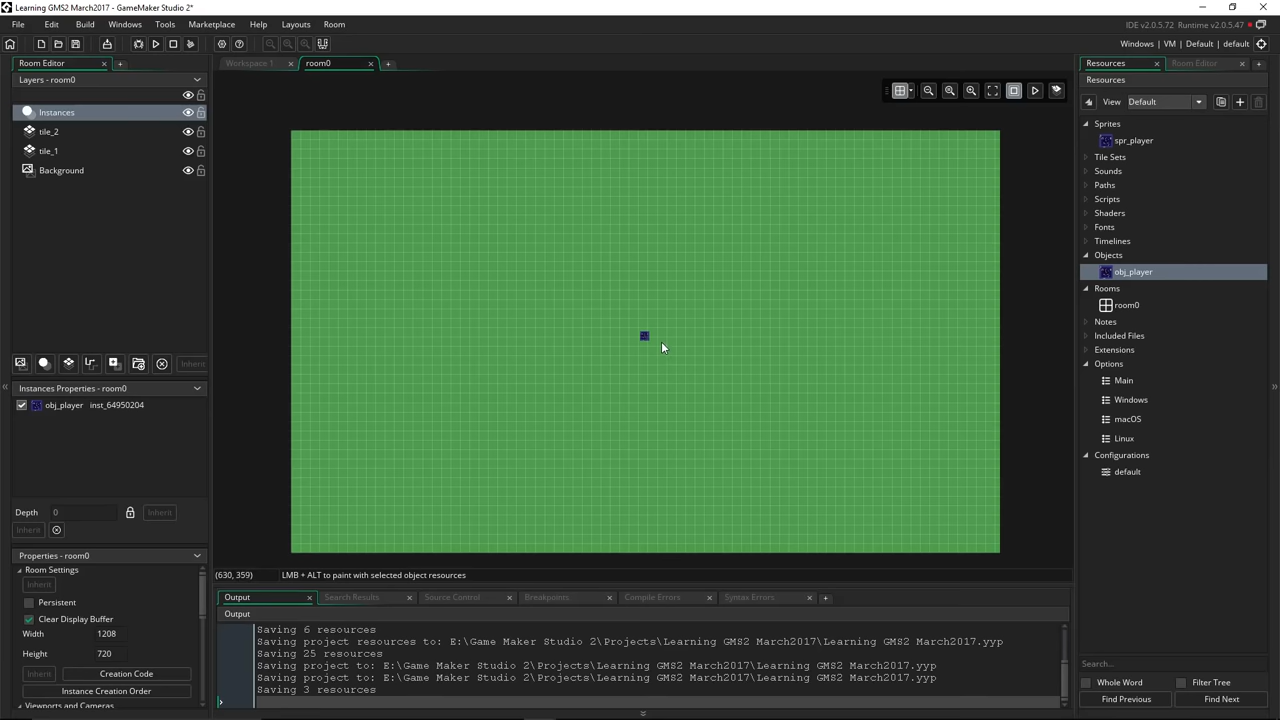 Learning GMS2 March2017* - GameMaker Studio 2*
File Edit Build Windows Tools Marketplace Help Layouts Room
IDE v2.0.5.72 Runtime v2.0.5.47
Windows | VM | Default | default
Room Editor
Workspace 1
room0
Resources
Room Editor
Layers - room0
Resources
View Default
Instances
tile_2
tile_1
Background
Sprites
spr_player
Tile Sets
Sounds
Paths
Scripts
Shaders
Fonts
Timelines
Objects
obj_player
Rooms
room0
Notes
Included Files
Extensions
Options
Main
Windows
macOS
Linux
Configurations
default
Inherit
Instances Properties - room0
obj_player inst_64950204
Depth 0 Inherit
Inherit
Properties - room0
Room Settings
Inherit
Persistent
Clear Display Buffer
Width 1208
Height 720
Inherit Creation Code
Instance Creation Order
Viewports and Cameras
(630, 359) LMB + ALT to paint with selected object resources
Output Search Results Source Control Breakpoints Compile Errors Syntax Errors
Output
Saving 6 resources
Saving project resources to: E:\Game Maker Studio 2\Projects\Learning GMS2 March2017\Learning GMS2 March2017.yyp
Saving 25 resources
Saving project to: E:\Game Maker Studio 2\Projects\Learning GMS2 March2017\Learning GMS2 March2017.yyp
Saving project to: E:\Game Maker Studio 2\Projects\Learning GMS2 March2017\Learning GMS2 March2017.yyp
Saving 3 resources
Search...
Whole Word Filter Tree
Find Previous Find Next